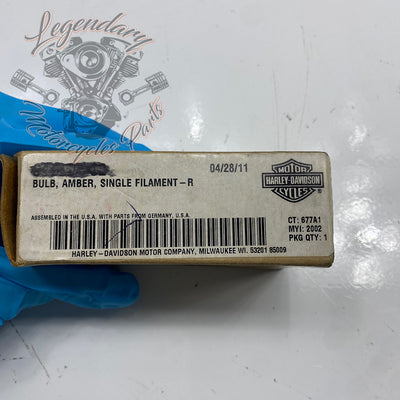 Legendary
Motorcycles Parts
04/28/11
BULB, AMBER, SINGLE FILAMENT-R
MOTOR
HARLEY-DAVIDSON
CYCLES
®
ASSEMBLED IN THE U.S.A. WITH PARTS FROM GERMANY, U.S.A.
CT: 677A1
MYI: 2002
PKG QTY: 1
HARLEY-DAVIDSON MOTOR COMPANY, MILWAUKEE WI. 53201 85009